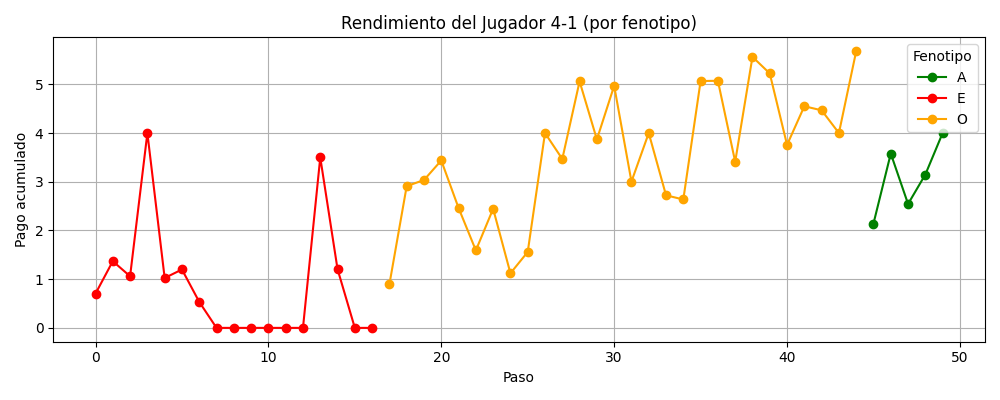 Rendimiento del Jugador 4-1 (por fenotipo)
Pago acumulado
5
4
3
2
1
0
Fenotipo
A
E
O
0 10 20 30 40 50
Paso